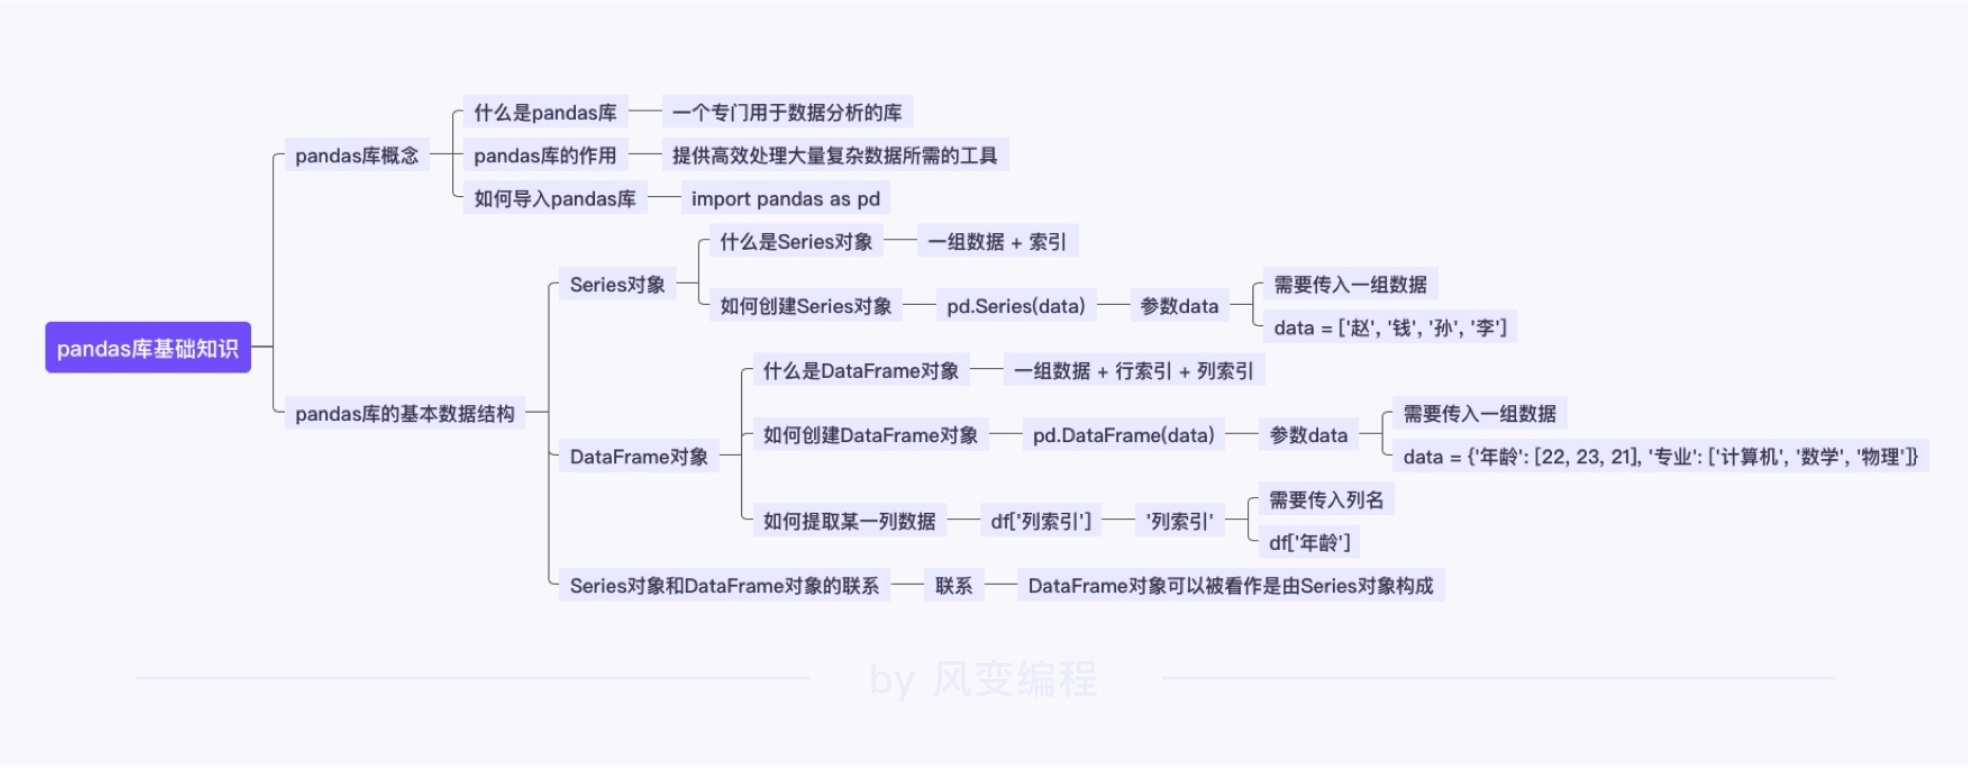 什么是pandas库
一个专门用于数据分析的库
pandas库概念
pandas库的作用
提供高效处理大量复杂数据所需的工具
如何导入pandas库
import pandas as pd
什么是Series对象
一组数据 + 索引
Series对象
需要传入一组数据
如何创建Series对象
pd.Series(data)
参数data
data = ['赵', '钱', '孙', '李']
pandas库基础知识
什么是DataFrame对象
一组数据 + 行索引 + 列索引
pandas库的基本数据结构
需要传入一组数据
如何创建DataFrame对象
pd.DataFrame(data)
参数data
DataFrame对象
data = {'年龄': [22, 23, 21], '专业': ['计算机', '数学', '物理']}
需要传入列名
如何提取某一列数据
df['列索引']
'列索引'
df['年龄']
Series对象和DataFrame对象的联系
联系
DataFrame对象可以被看作是由Series对象构成
by 风变编程